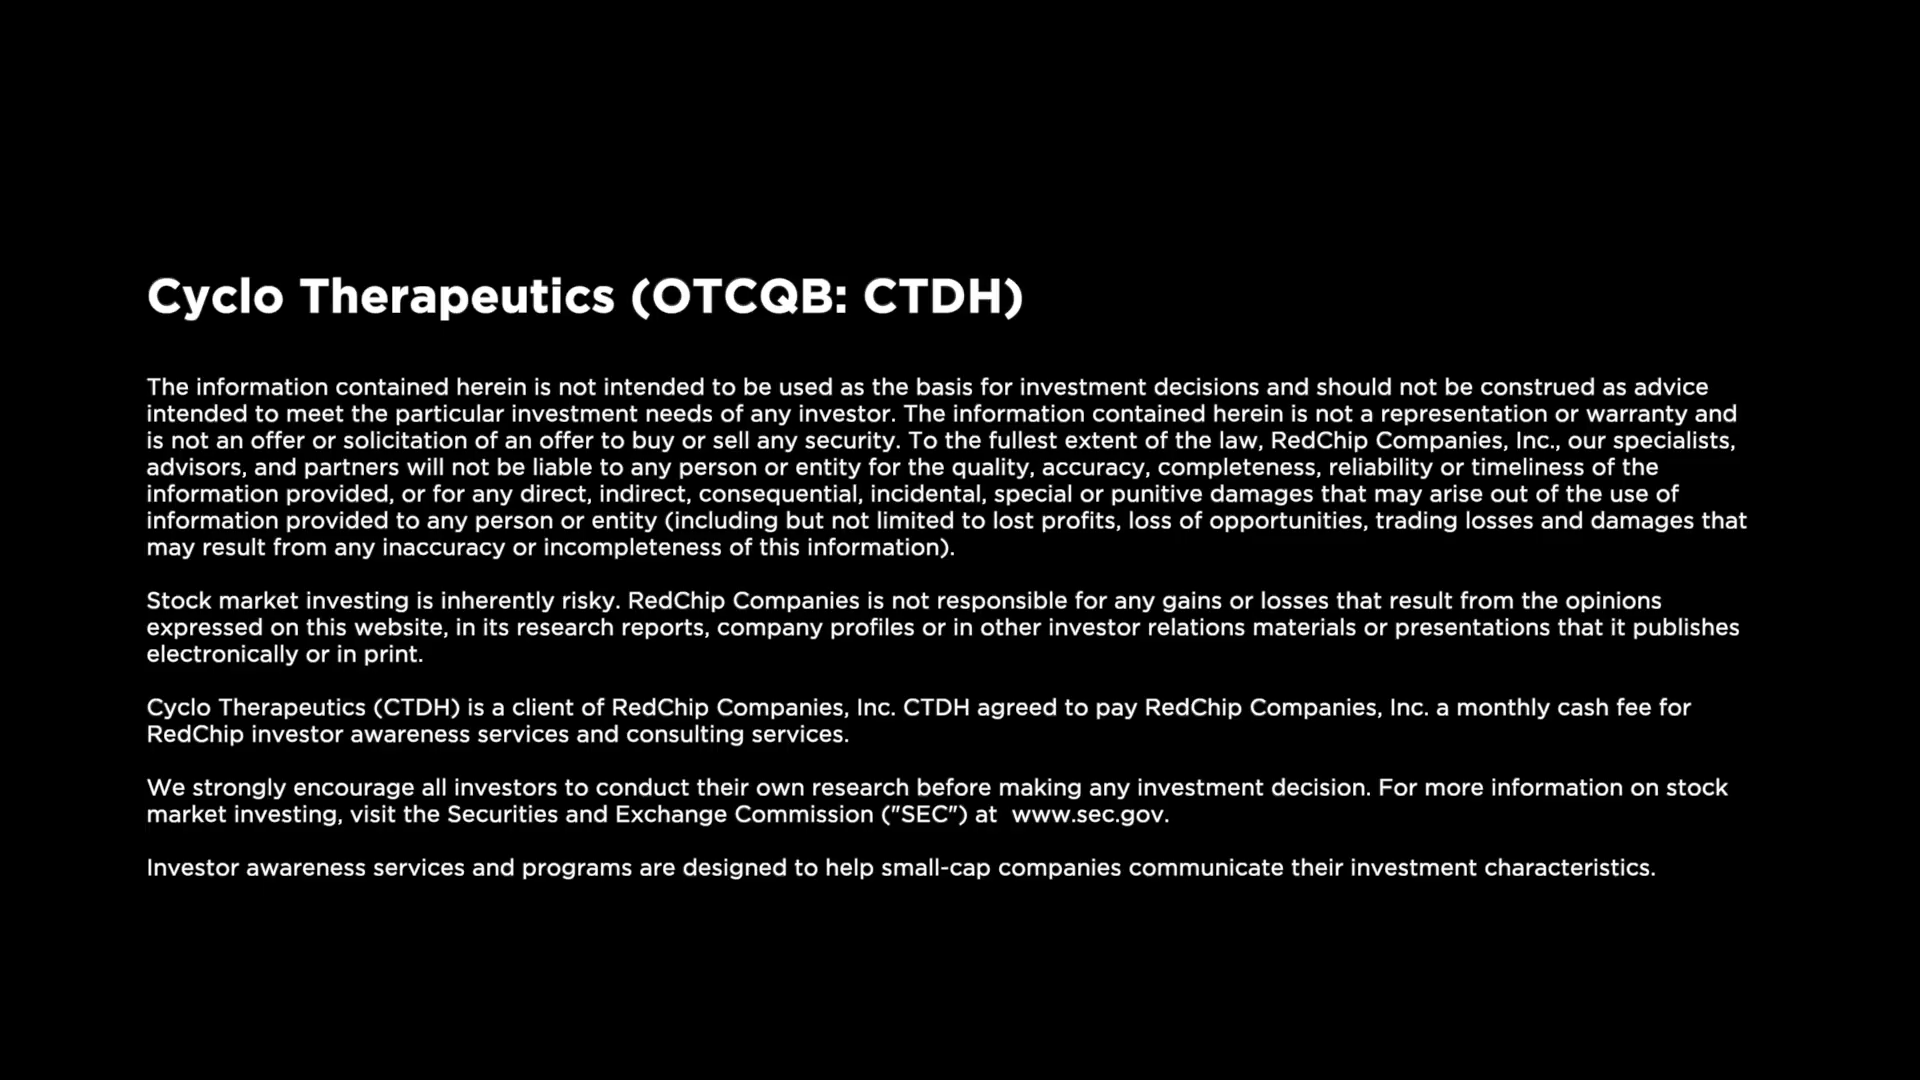 Cyclo Therapeutics (OTCQB: CTDH)
The information contained herein is not intended to be used as the basis for investment decisions and should not be construed as advice
intended to meet the particular investment needs of any investor. The information contained herein is not a representation or warranty and
is not an offer or solicitation of an offer to buy or sell any security. To the fullest extent of the law, RedChip Companies, Inc., our specialists,
advisors, and partners will not be liable to any person or entity for the quality, accuracy, completeness, reliability or timeliness of the
information provided, or for any direct, indirect, consequential, incidental, special or punitive damages that may arise out of the use of
information provided to any person or entity (including but not limited to lost profits, loss of opportunities, trading losses and damages that
may result from any inaccuracy or incompleteness of this information).
Stock market investing is inherently risky. RedChip Companies is not responsible for any gains or losses that result from the opinions
expressed on this website, in its research reports, company profiles or in other investor relations materials or presentations that it publishes
electronically or in print.
Cyclo Therapeutics (CTDH) is a client of RedChip Companies, Inc. CTDH agreed to pay RedChip Companies, Inc. a monthly cash fee for
RedChip investor awareness services and consulting services.
We strongly encourage all investors to conduct their own research before making any investment decision. For more information on stock
market investing, visit the Securities and Exchange Commission ("SEC") at  www.sec.gov.
Investor awareness services and programs are designed to help small-cap companies communicate their investment characteristics.